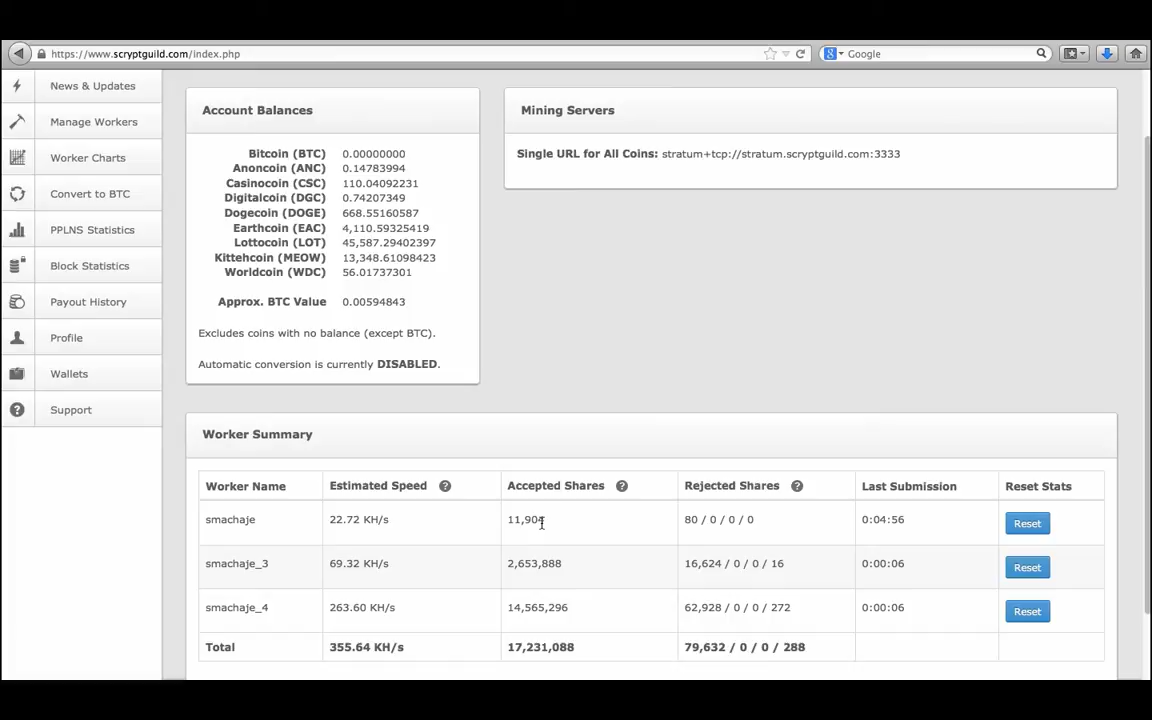 https://www.scryptguild.com/index.php
Google
News & Updates
Manage Workers
Worker Charts
Convert to BTC
PPLNS Statistics
Block Statistics
Payout History
Profile
Wallets
Support
Account Balances
Bitcoin (BTC) 0.00000000
Anoncoin (ANC) 0.14783994
Casinocoin (CSC) 110.04092231
Digitalcoin (DGC) 0.74207349
Dogecoin (DOGE) 668.55160587
Earthcoin (EAC) 4,110.59325419
Lottocoin (LOT) 45,587.29402397
Kittehcoin (MEOW) 13,348.61098423
Worldcoin (WDC) 56.01737301
Approx. BTC Value 0.00594843
Excludes coins with no balance (except BTC).
Automatic conversion is currently DISABLED.
Mining Servers
Single URL for All Coins: stratum+tcp://stratum.scryptguild.com:3333
Worker Summary
Worker Name Estimated Speed ? Accepted Shares ? Rejected Shares ? Last Submission Reset Stats
smachaje 22.72 KH/s 11,904 80 / 0 / 0 / 0 0:04:56 Reset
smachaje_3 69.32 KH/s 2,653,888 16,624 / 0 / 0 / 16 0:00:06 Reset
smachaje_4 263.60 KH/s 14,565,296 62,928 / 0 / 0 / 272 0:00:06 Reset
Total 355.64 KH/s 17,231,088 79,632 / 0 / 0 / 288